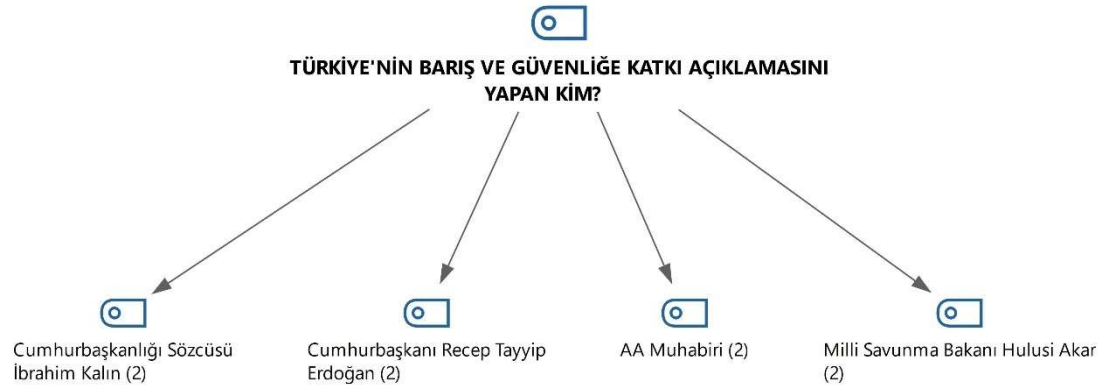 TÜRKİYE'NİN BARIŞ VE GÜVENLİĞE KATKI AÇIKLAMASINI
YAPAN KİM?
Cumhurbaşkanlığı Sözcüsü
İbrahim Kalın (2)
Cumhurbaşkanı Recep Tayyip
Erdoğan (2)
AA Muhabiri (2)
Milli Savunma Bakanı Hulusi Akar
(2)